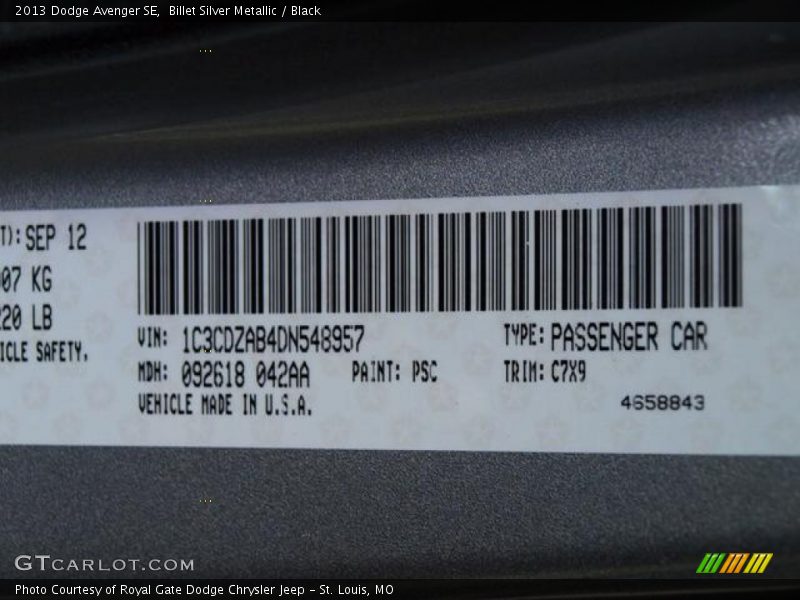 2013 Dodge Avenger SE,  Billet Silver Metallic / Black
T): SEP 12
07 KG
20 LB
ICLE SAFETY.
VIN: 1C3CDZAB4DN548957
TYPE: PASSENGER CAR
MDH: 092618 042AA
PAINT: PSC
TRIM: C7X9
VEHICLE MADE IN U.S.A.
4658843
GTCARLOT.COM
Photo Courtesy of Royal Gate Dodge Chrysler Jeep - St. Louis, MO